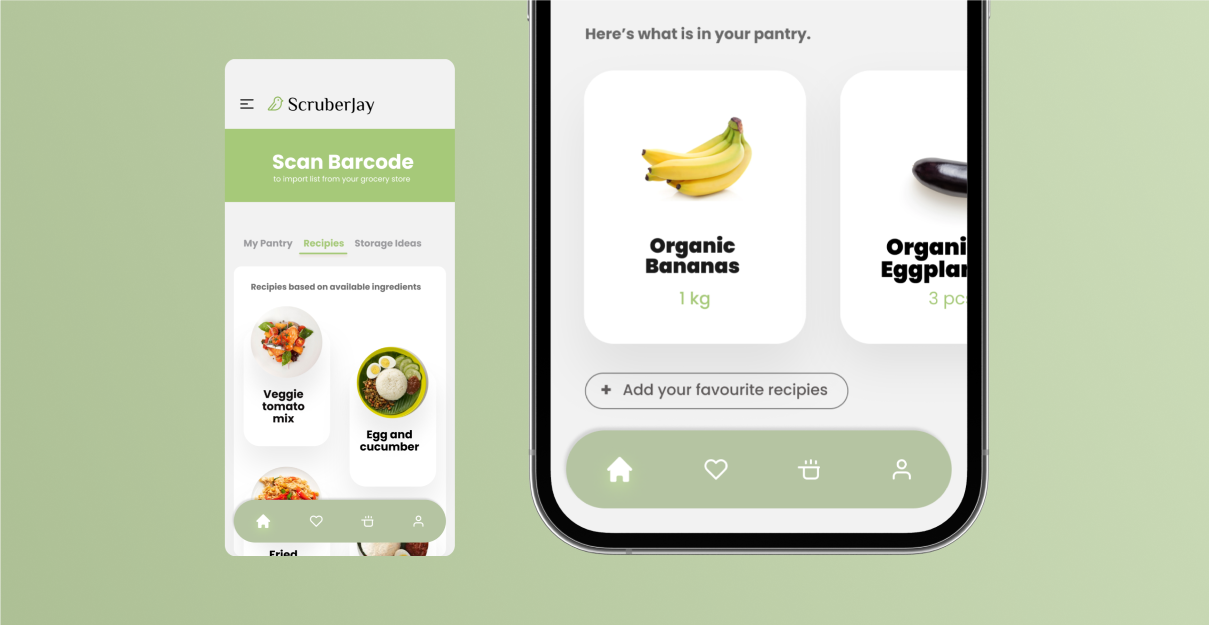 ScruberJay
Scan Barcode
to import list from your grocery store
My Pantry Recipies Storage Ideas
Recipies based on available ingredients
Veggie
tomato
mix
Egg and
cucumber
Fried
Here's what is in your pantry.
Organic
Bananas
1 kg
Organi
Eggplan
3 pcs
+ Add your favourite recipies